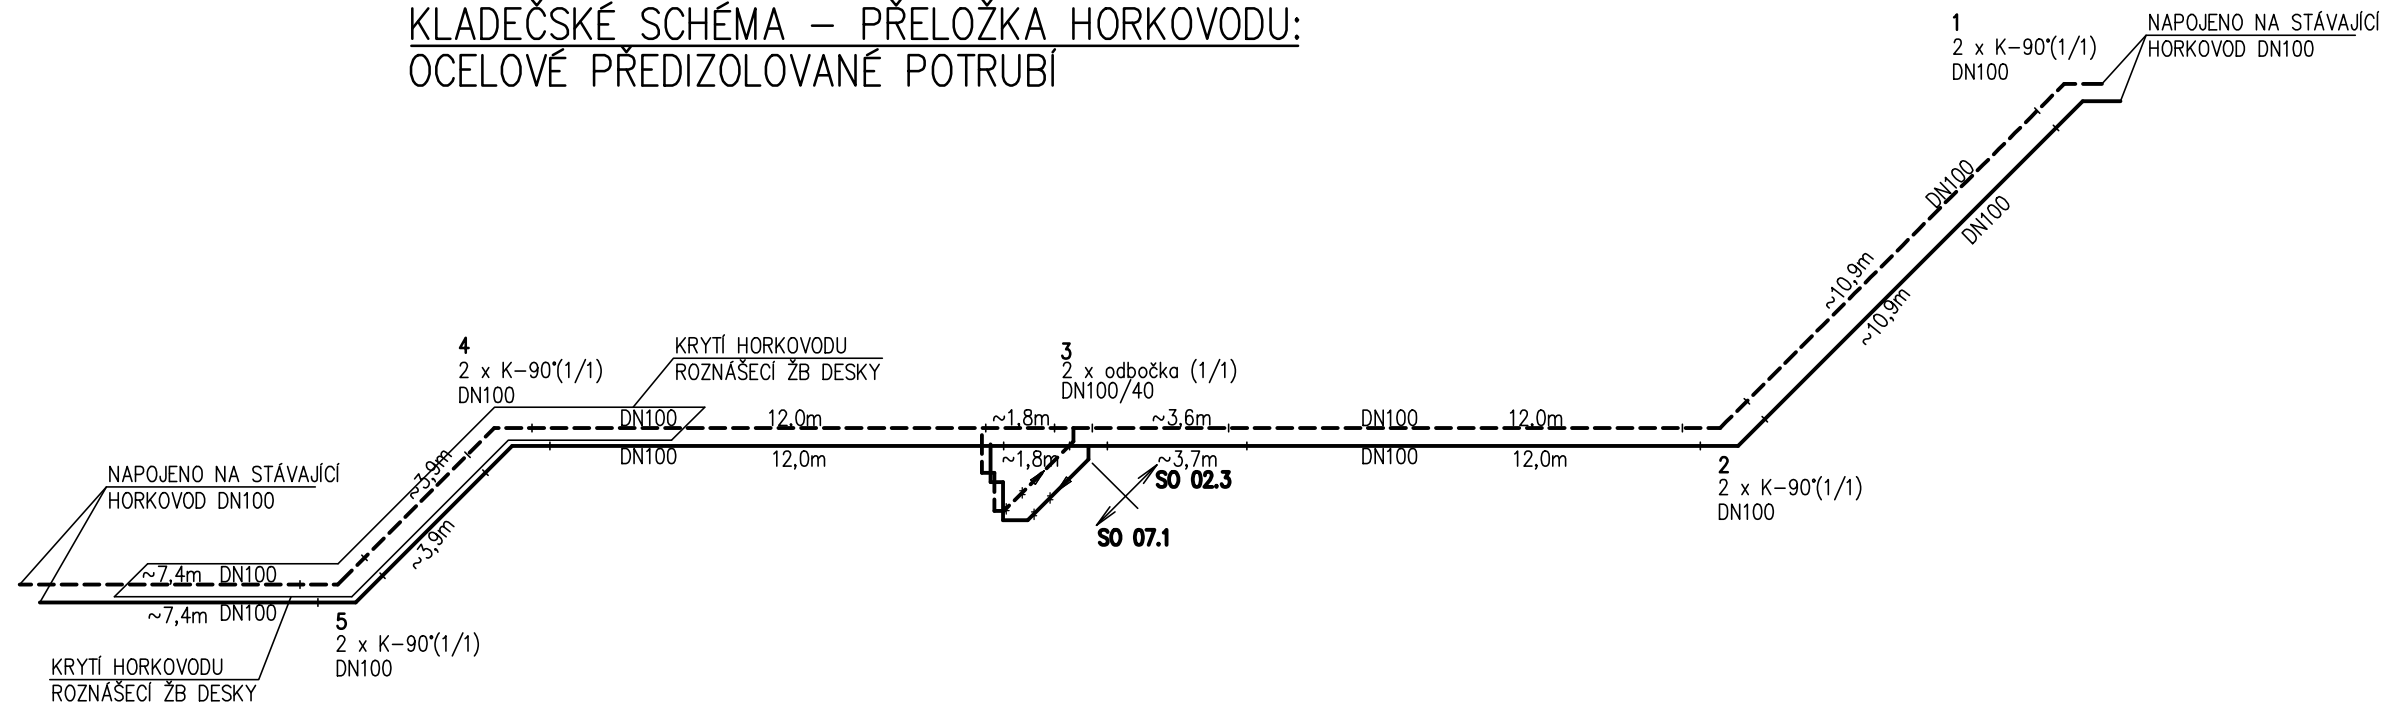 KLADEČSKÉ SCHÉMA – PŘELOŽKA HORKOVODU:
OCELOVÉ PŘEDIZOLOVANÉ POTRUBÍ
1
2 x K–90°(1/1)
DN100
NAPOJENO NA STÁVAJÍCÍ
HORKOVOD DN100
DN100
DN100
~10,9m
~10,9m
4
2 x K–90°(1/1)
DN100
KRYTÍ HORKOVODU
ROZNÁŠECÍ ŽB DESKY
3
2 x odbočka (1/1)
DN100/40
DN100
12,0m
~1,8m
~3,6m
DN100
12,0m
DN100
12,0m
~1,8m
~3,7m
DN100
12,0m
SO 02.3
SO 07.1
2
2 x K–90°(1/1)
DN100
~3,9m
~3,9m
NAPOJENO NA STÁVAJÍCÍ
HORKOVOD DN100
~7,4m DN100
~7,4m DN100
5
2 x K–90°(1/1)
DN100
KRYTÍ HORKOVODU
ROZNÁŠECÍ ŽB DESKY